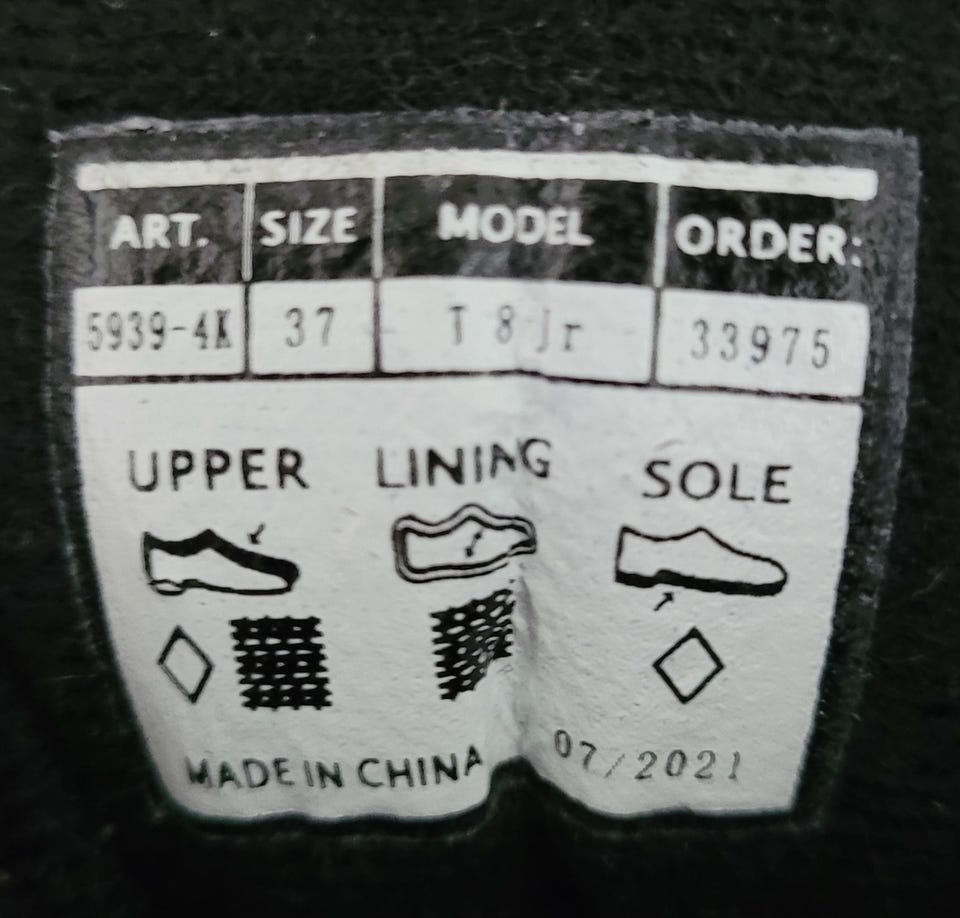 ART. SIZE MODEL ORDER:
5939-4K 37 T 8 Jr 33975
UPPER LINING SOLE
MADE IN CHINA 07/2021